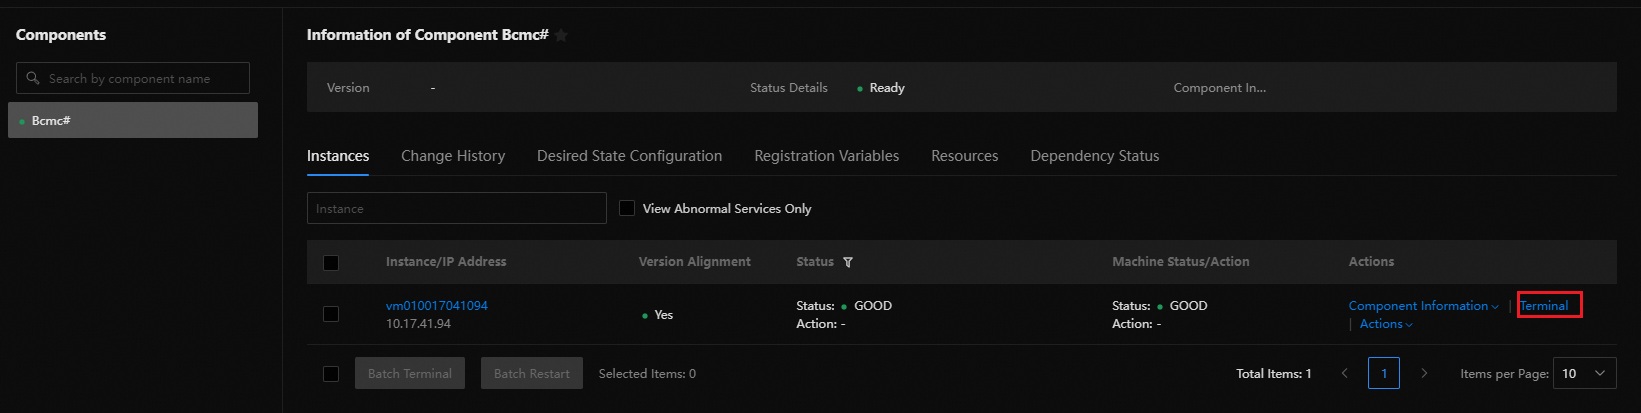 Components
Search by component name
Bcmc#
Information of Component Bcmc#
Version - Status Details Ready Component In...
Instances Change History Desired State Configuration Registration Variables Resources Dependency Status
Instance View Abnormal Services Only
Instance/IP Address Version Alignment Status Machine Status/Action Actions
vm010017041094 Yes Status: GOOD Status: GOOD Component Information | Terminal
10.17.41.94 Action: - Action: - | Actions
Batch Terminal Batch Restart Selected Items: 0 Total Items: 1 < 1 > Items per Page: 10